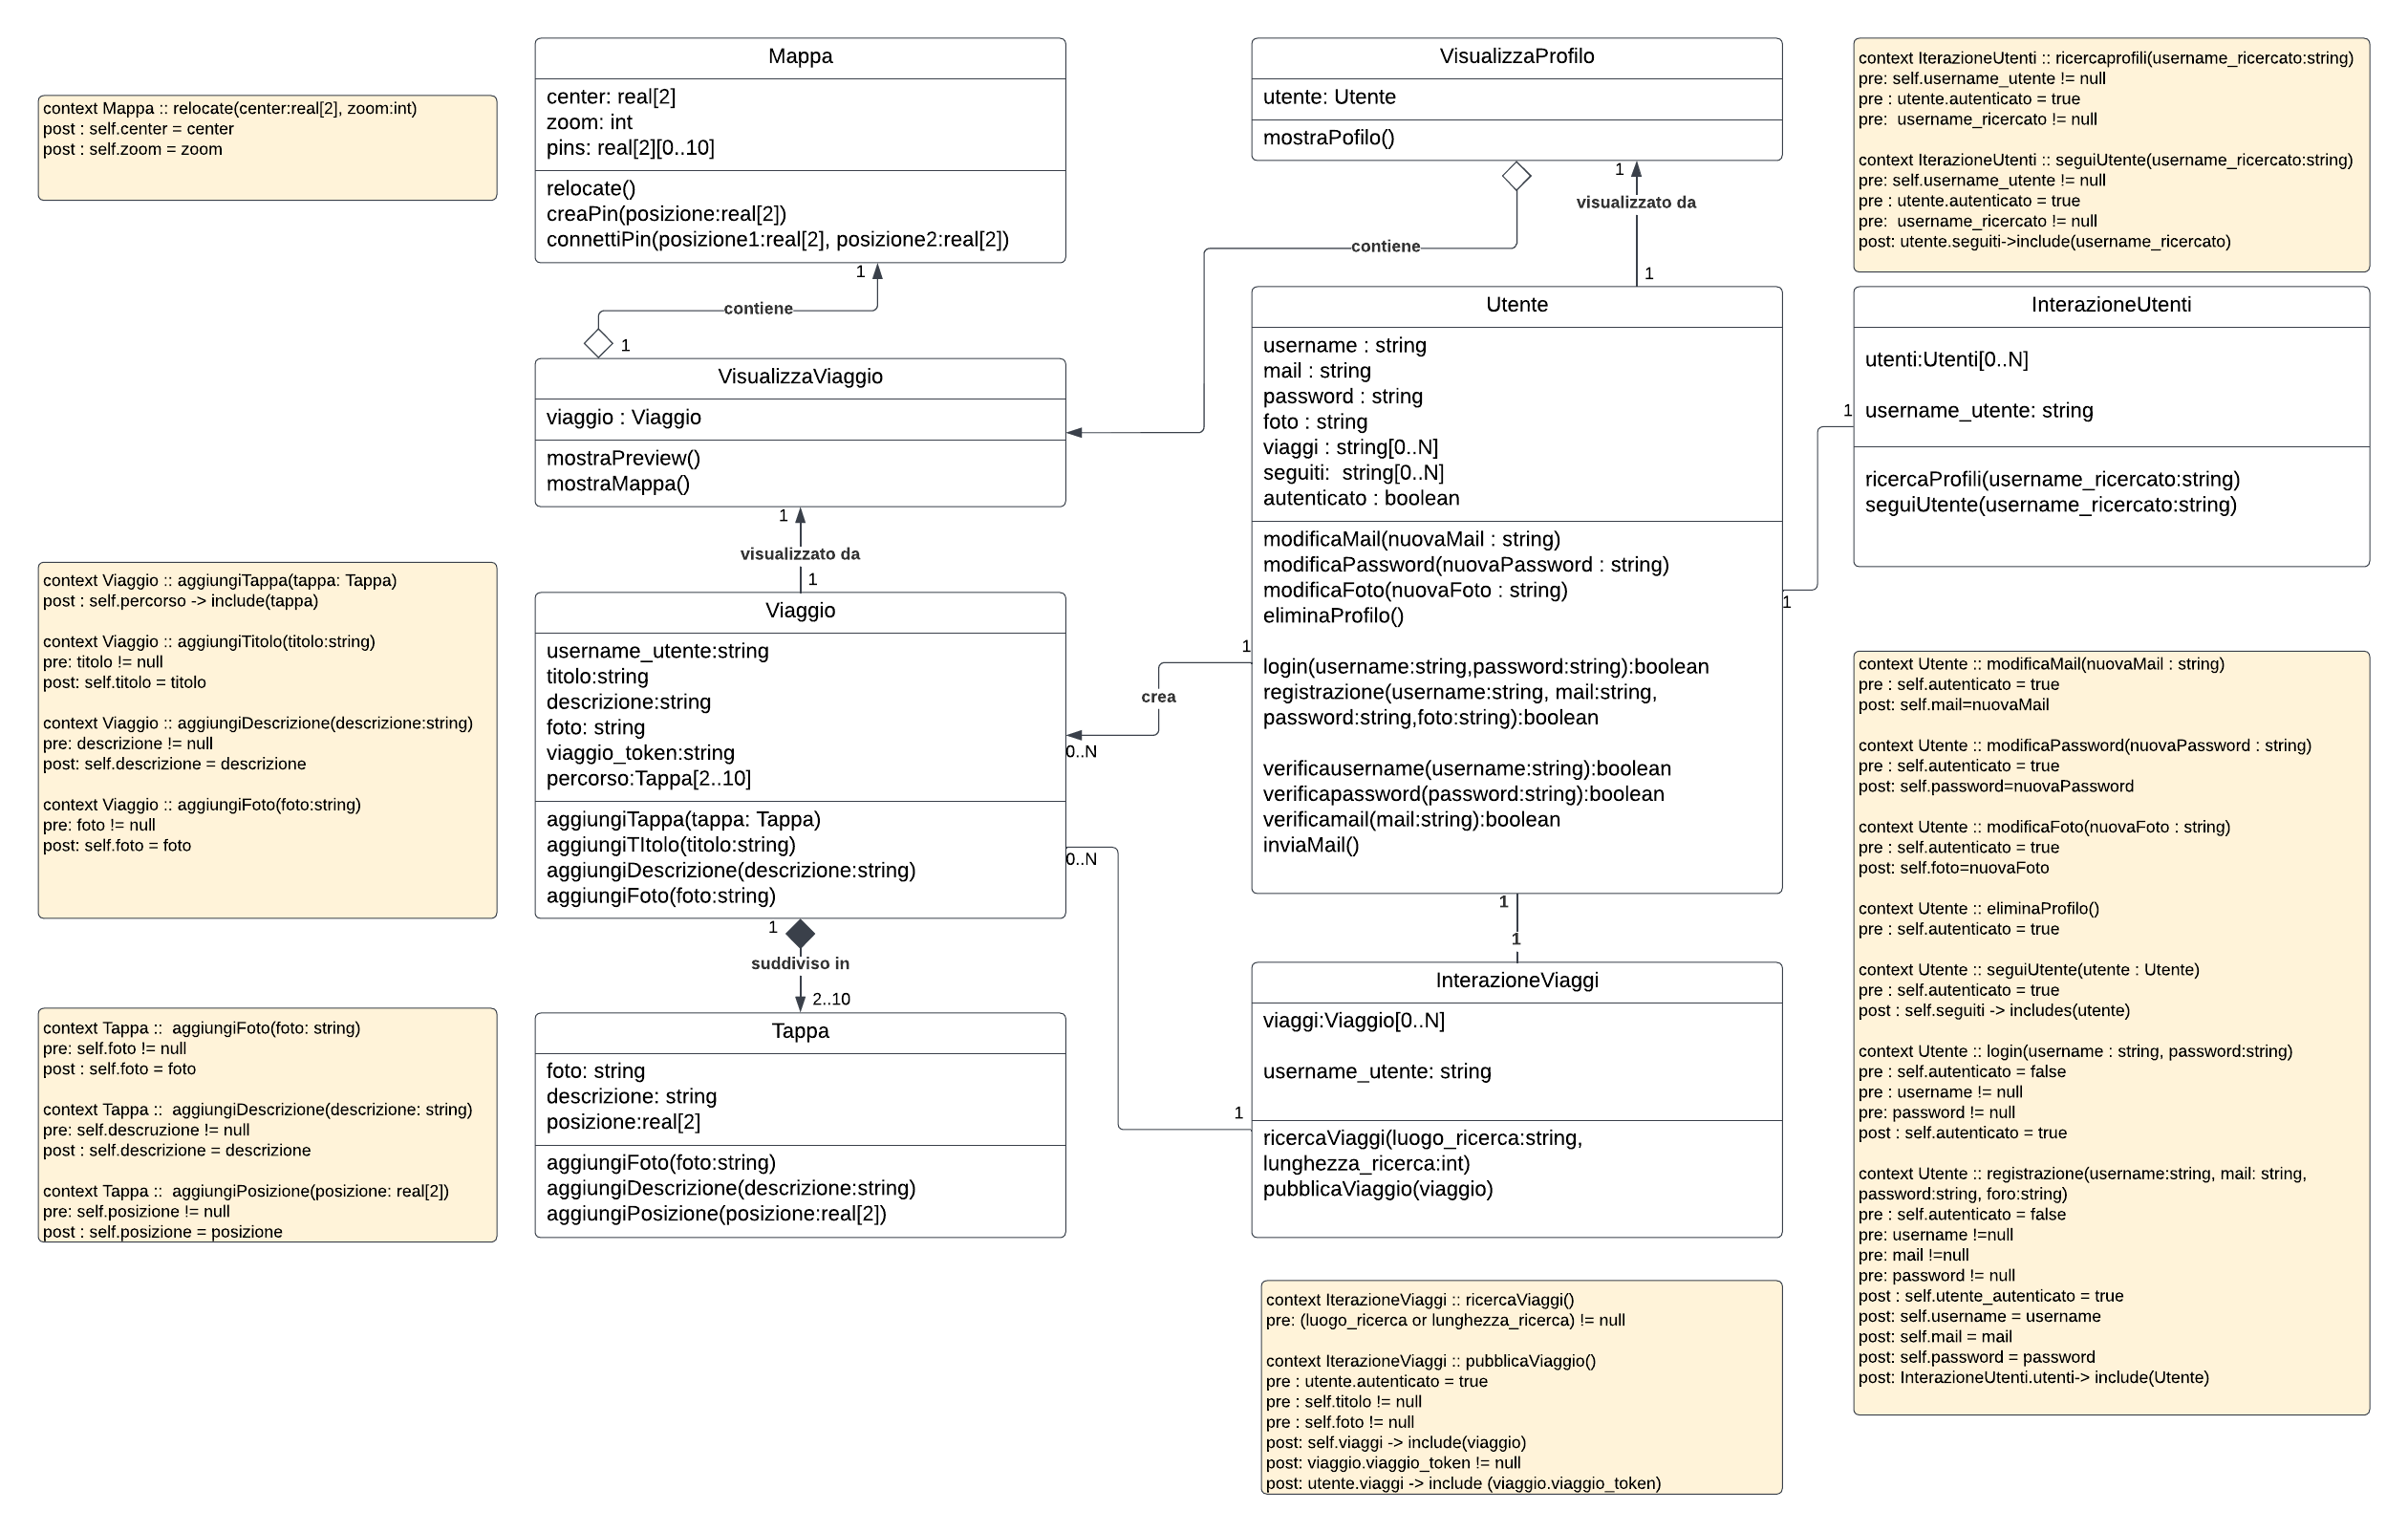 context Mappa :: relocate(center:real[2], zoom:int)
post : self.center = center
post : self.zoom = zoom
Mappa
center: real[2]
zoom: int
pins: real[2][0..10]
relocate()
creaPin(posizione:real[2])
connettiPin(posizione1:real[2], posizione2:real[2])
1
contiene
1
VisualizzaViaggio
viaggio : Viaggio
mostraPreview()
mostraMappa()
1
visualizzato da
1
VisualizzaProfilo
utente: Utente
mostraPofilo()
contiene
1
visualizzato da
1
context IterazioneUtenti :: ricercaprofili(username_ricercato:string)
pre: self.username_utente != null
pre : utente.autenticato = true
pre:  username_ricercato != null
context IterazioneUtenti :: seguiUtente(username_ricercato:string)
pre: self.username_utente != null
pre : utente.autenticato = true
pre:  username_ricercato != null
post: utente.seguiti->include(username_ricercato)
Utente
username : string
mail : string
password : string
foto : string
viaggi : string[0..N]
seguiti:  string[0..N]
autenticato : boolean
modificaMail(nuovaMail : string)
modificaPassword(nuovaPassword : string)
modificaFoto(nuovaFoto : string)
eliminaProfilo()
login(username:string,password:string):boolean
registrazione(username:string, mail:string,
password:string,foto:string):boolean
verificausername(username:string):boolean
verificapassword(password:string):boolean
verificamail(mail:string):boolean
inviaMail()
InterazioneUtenti
utenti:Utenti[0..N]
username_utente: string
ricercaProfili(username_ricercato:string)
seguiUtente(username_ricercato:string)
1
1
context Viaggio :: aggiungiTappa(tappa: Tappa)
post : self.percorso -> include(tappa)
context Viaggio :: aggiungiTitolo(titolo:string)
pre: titolo != null
post: self.titolo = titolo
context Viaggio :: aggiungiDescrizione(descrizione:string)
pre: descrizione != null
post: self.descrizione = descrizione
context Viaggio :: aggiungiFoto(foto:string)
pre: foto != null
post: self.foto = foto
Viaggio
username_utente:string
titolo:string
descrizione:string
foto: string
viaggio_token:string
percorso:Tappa[2..10]
aggiungiTappa(tappa: Tappa)
aggiungiTItolo(titolo:string)
aggiungiDescrizione(descrizione:string)
aggiungiFoto(foto:string)
1
crea
0..N
0..N
1
1
suddiviso in
2..10
1
1
context Utente :: modificaMail(nuovaMail : string)
pre : self.autenticato = true
post: self.mail=nuovaMail
context Utente :: modificaPassword(nuovaPassword : string)
pre : self.autenticato = true
post: self.password=nuovaPassword
context Utente :: modificaFoto(nuovaFoto : string)
pre : self.autenticato = true
post: self.foto=nuovaFoto
context Utente :: eliminaProfilo()
pre : self.autenticato = true
context Utente :: seguiUtente(utente : Utente)
pre : self.autenticato = true
post : self.seguiti -> includes(utente)
context Utente :: login(username : string, password:string)
pre : self.autenticato = false
pre : username != null
pre: password != null
post : self.autenticato = true
context Utente :: registrazione(username:string, mail: string,
password:string, foro:string)
pre : self.autenticato = false
pre: username !=null
pre: mail !=null
pre: password != null
post : self.utente_autenticato = true
post: self.username = username
post: self.mail = mail
post: self.password = password
post: InterazioneUtenti.utenti-> include(Utente)
context Tappa ::  aggiungiFoto(foto: string)
pre: self.foto != null
post : self.foto = foto
context Tappa ::  aggiungiDescrizione(descrizione: string)
pre: self.descruzione != null
post : self.descrizione = descrizione
context Tappa ::  aggiungiPosizione(posizione: real[2])
pre: self.posizione != null
post : self.posizione = posizione
Tappa
foto: string
descrizione: string
posizione:real[2]
aggiungiFoto(foto:string)
aggiungiDescrizione(descrizione:string)
aggiungiPosizione(posizione:real[2])
InterazioneViaggi
viaggi:Viaggio[0..N]
username_utente: string
ricercaViaggi(luogo_ricerca:string,
lunghezza_ricerca:int)
pubblicaViaggio(viaggio)
context IterazioneViaggi :: ricercaViaggi()
pre: (luogo_ricerca or lunghezza_ricerca) != null
context IterazioneViaggi :: pubblicaViaggio()
pre : utente.autenticato = true
pre : self.titolo != null
pre : self.foto != null
post: self.viaggi -> include(viaggio)
post: viaggio.viaggio_token != null
post: utente.viaggi -> include (viaggio.viaggio_token)